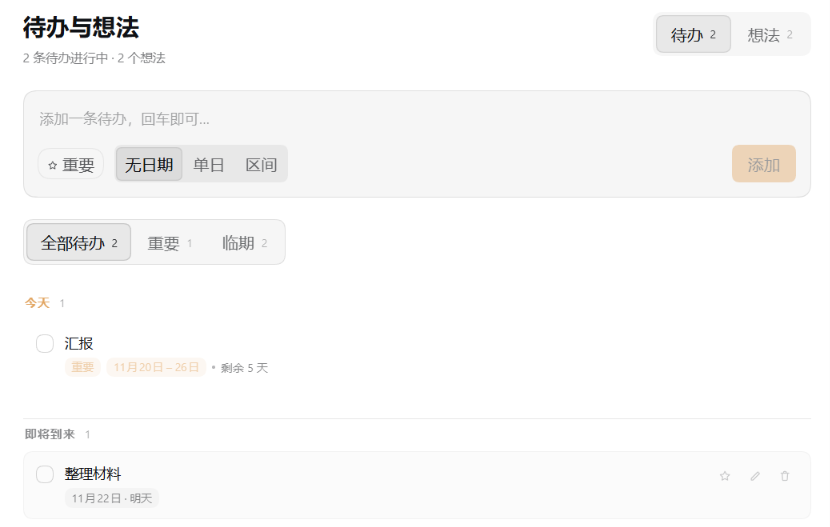 待办与想法
2 条待办进行中 · 2 个想法
待办 2 想法 2
添加一条待办，回车即可...
重要 无日期 单日 区间 添加
全部待办 2 重要 1 临期 2
今天 1
汇报
重要 11月20日 – 26日 • 剩余 5 天
即将到来 1
整理材料
11月22日 · 明天